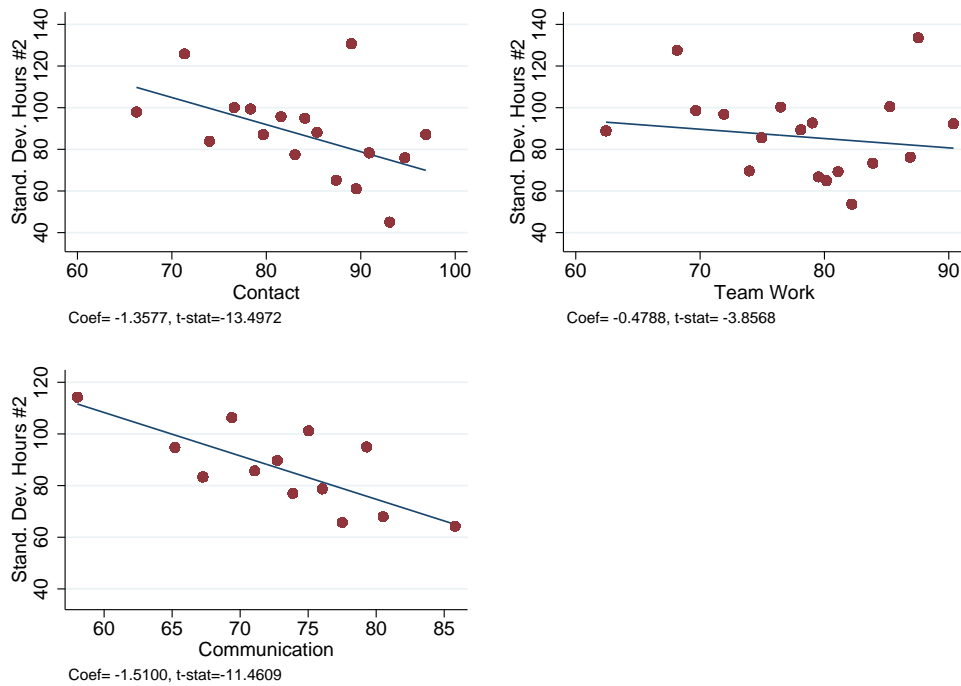 Stand. Dev. Hours #2
140
120
100
80
60
40
60 70 80 90 100
Contact
Coef= -1.3577, t-stat=-13.4972
Stand. Dev. Hours #2
140
120
100
80
60
40
60 70 80 90
Team Work
Coef= -0.4788, t-stat= -3.8568
Stand. Dev. Hours #2
120
100
80
60
40
60 65 70 75 80 85
Communication
Coef= -1.5100, t-stat=-11.4609